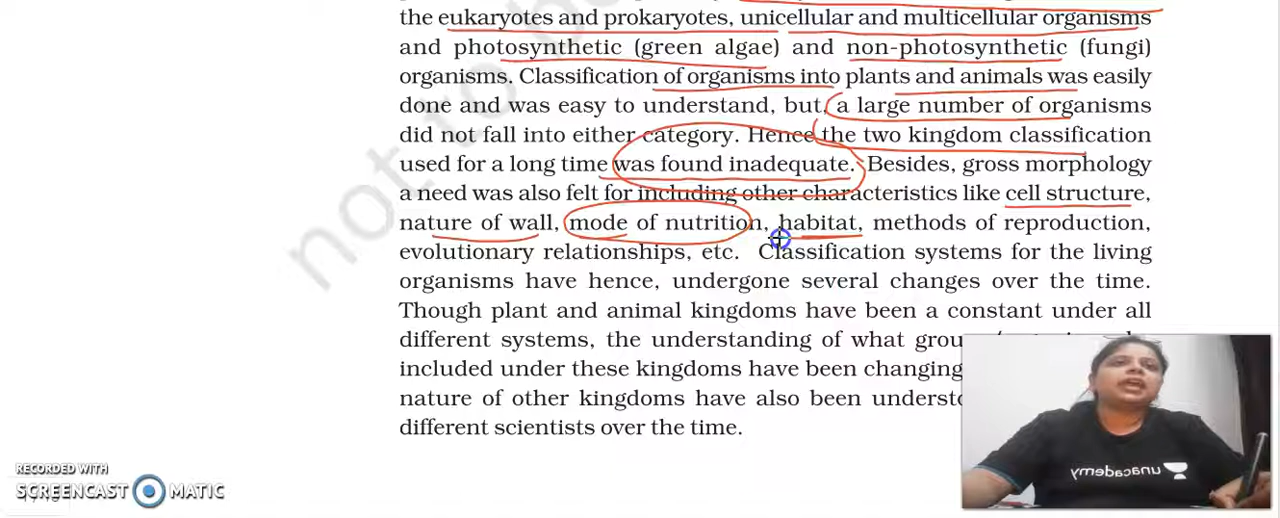 the eukaryotes and prokaryotes, unicellular and multicellular organisms
and photosynthetic (green algae) and non-photosynthetic (fungi)
organisms. Classification of organisms into plants and animals was easily
done and was easy to understand, but, a large number of organisms
did not fall into either category. Hence the two kingdom classification
used for a long time was found inadequate. Besides, gross morphology
a need was also felt for including other characteristics like cell structure,
nature of wall, mode of nutrition, habitat, methods of reproduction,
evolutionary relationships, etc. Classification systems for the living
organisms have hence, undergone several changes over the time.
Though plant and animal kingdoms have been a constant under all
different systems, the understanding of what
included under these kingdoms have been changing
nature of other kingdoms have also been
different scientists over the time.
not to
unacademy
RECORDED WITH
SCREENCAST MATIC